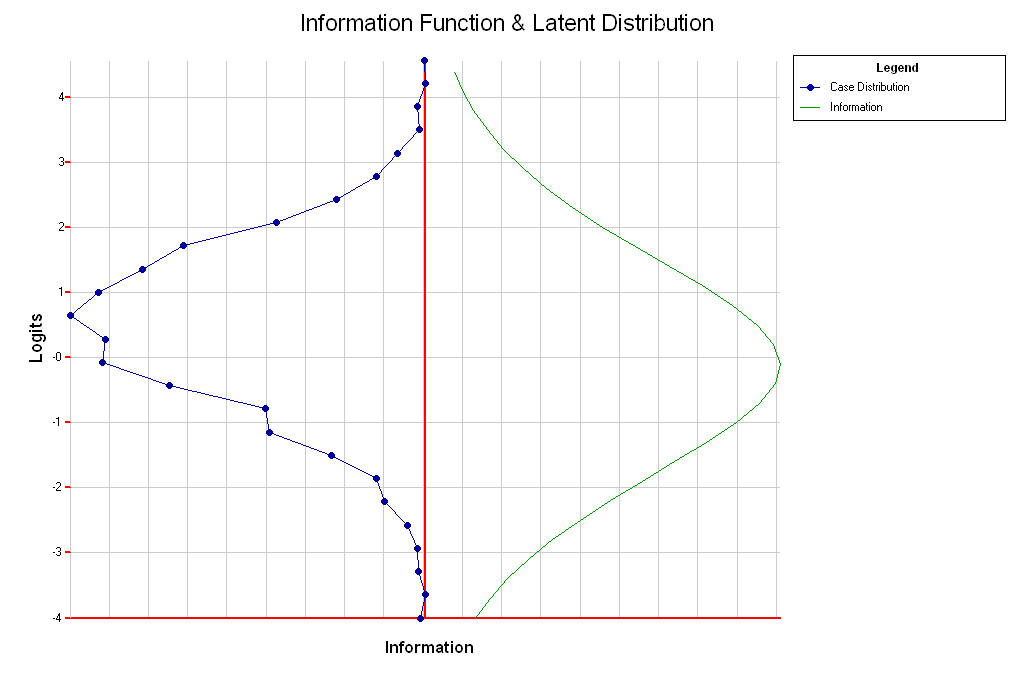 Information Function & Latent Distribution
Legend
Case Distribution
Information
4
3
2
1
-0
-1
-2
-3
-4
Logits
Information